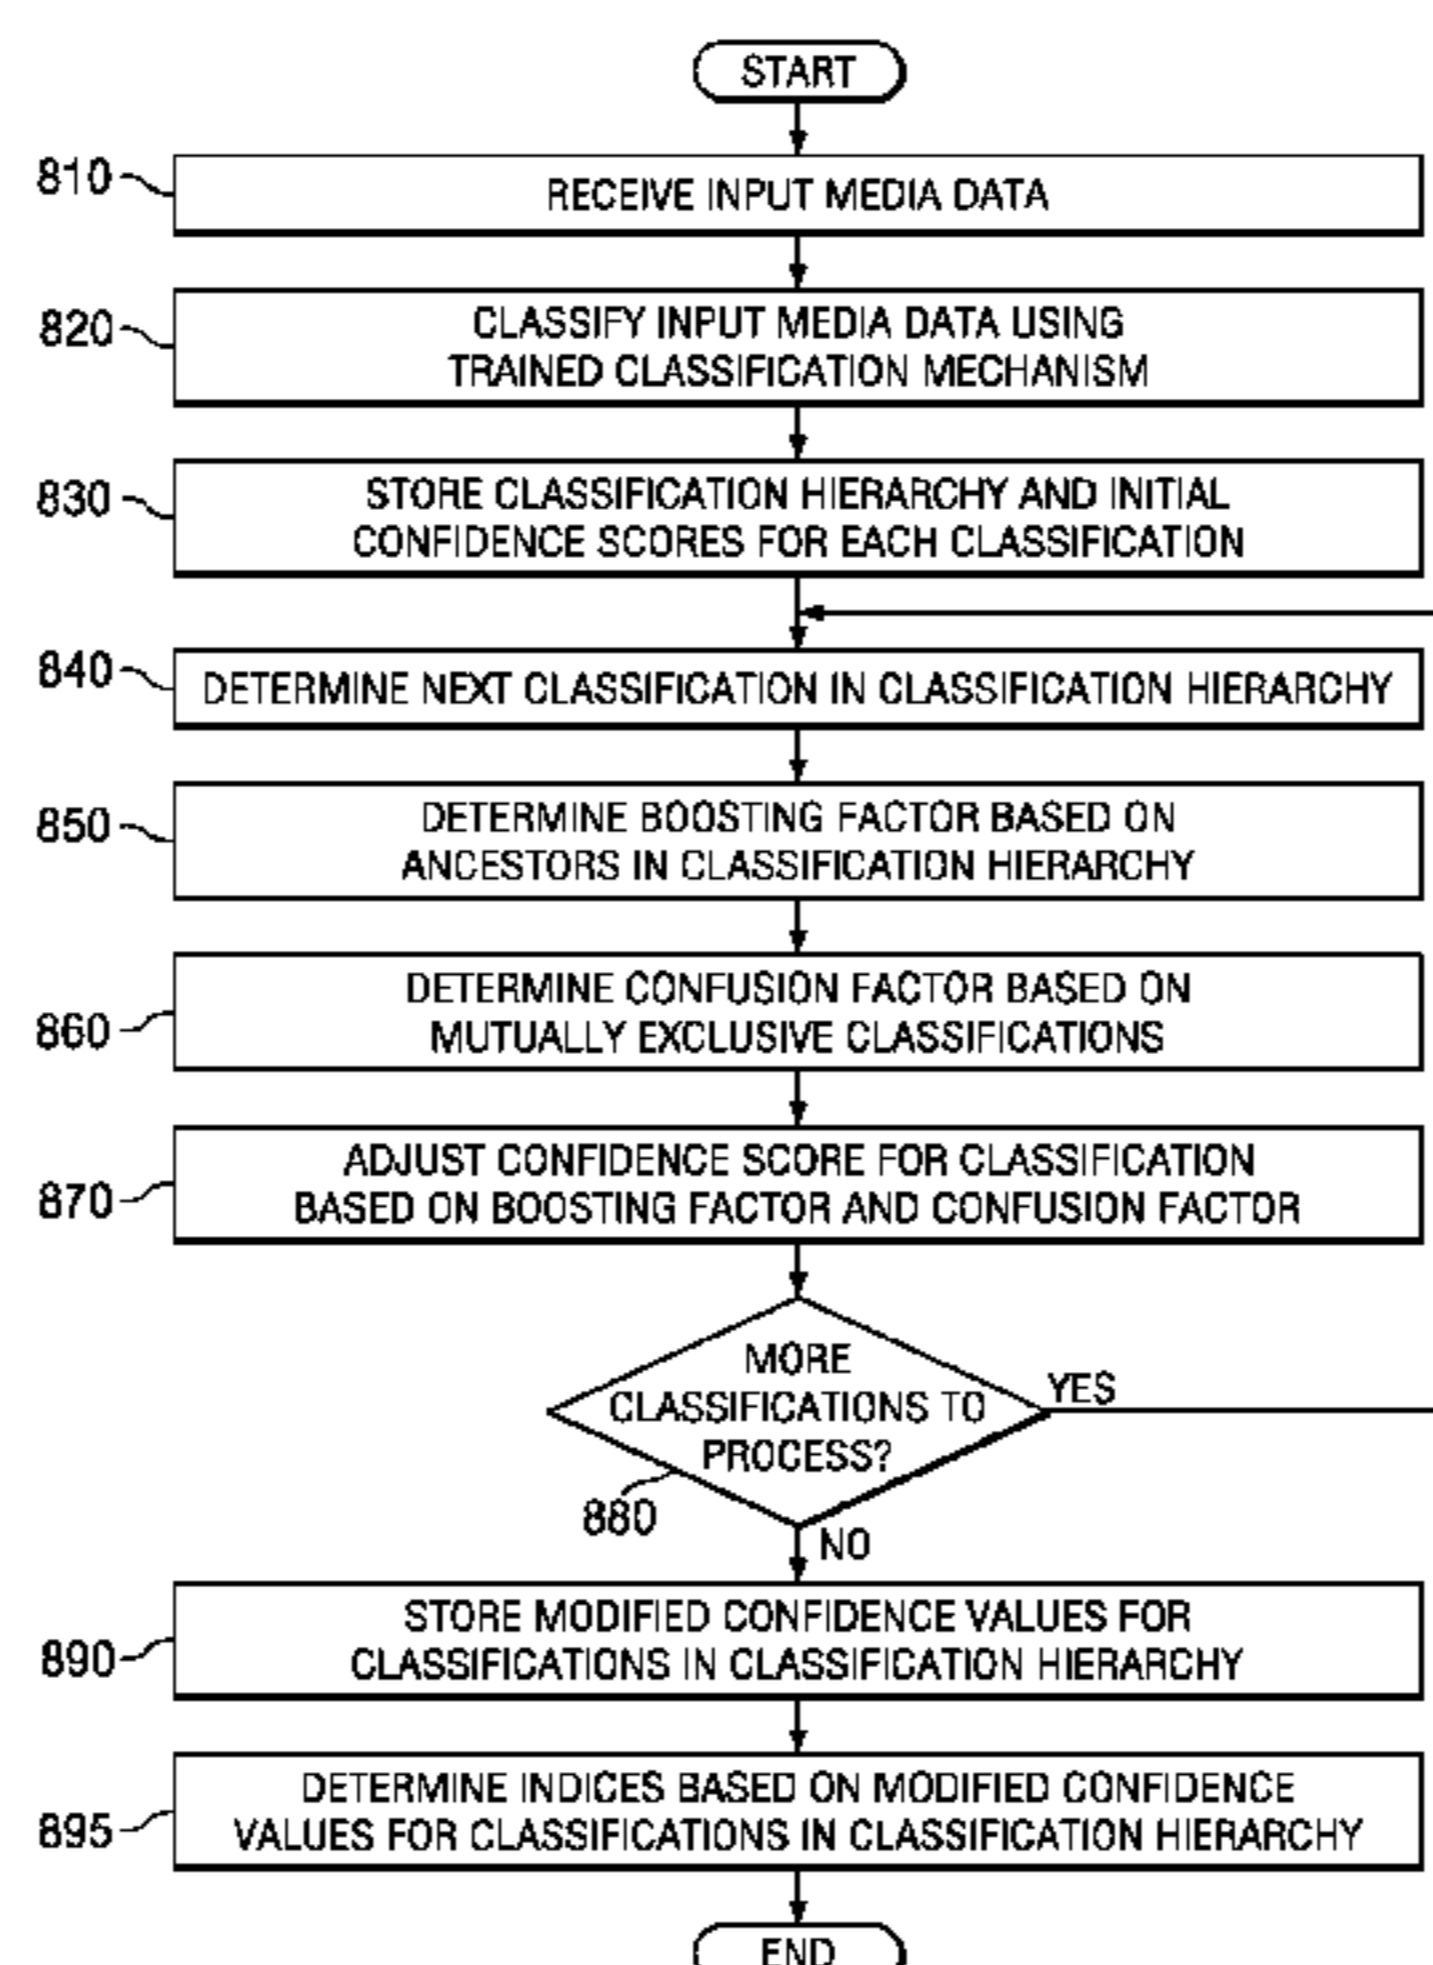 START
810
RECEIVE INPUT MEDIA DATA
820
CLASSIFY INPUT MEDIA DATA USING
TRAINED CLASSIFICATION MECHANISM
830
STORE CLASSIFICATION HIERARCHY AND INITIAL
CONFIDENCE SCORES FOR EACH CLASSIFICATION
840
DETERMINE NEXT CLASSIFICATION IN CLASSIFICATION HIERARCHY
850
DETERMINE BOOSTING FACTOR BASED ON
ANCESTORS IN CLASSIFICATION HIERARCHY
860
DETERMINE CONFUSION FACTOR BASED ON
MUTUALLY EXCLUSIVE CLASSIFICATIONS
870
ADJUST CONFIDENCE SCORE FOR CLASSIFICATION
BASED ON BOOSTING FACTOR AND CONFUSION FACTOR
MORE
CLASSIFICATIONS TO
PROCESS?
YES
880
NO
890
STORE MODIFIED CONFIDENCE VALUES FOR
CLASSIFICATIONS IN CLASSIFICATION HIERARCHY
895
DETERMINE INDICES BASED ON MODIFIED CONFIDENCE
VALUES FOR CLASSIFICATIONS IN CLASSIFICATION HIERARCHY
END